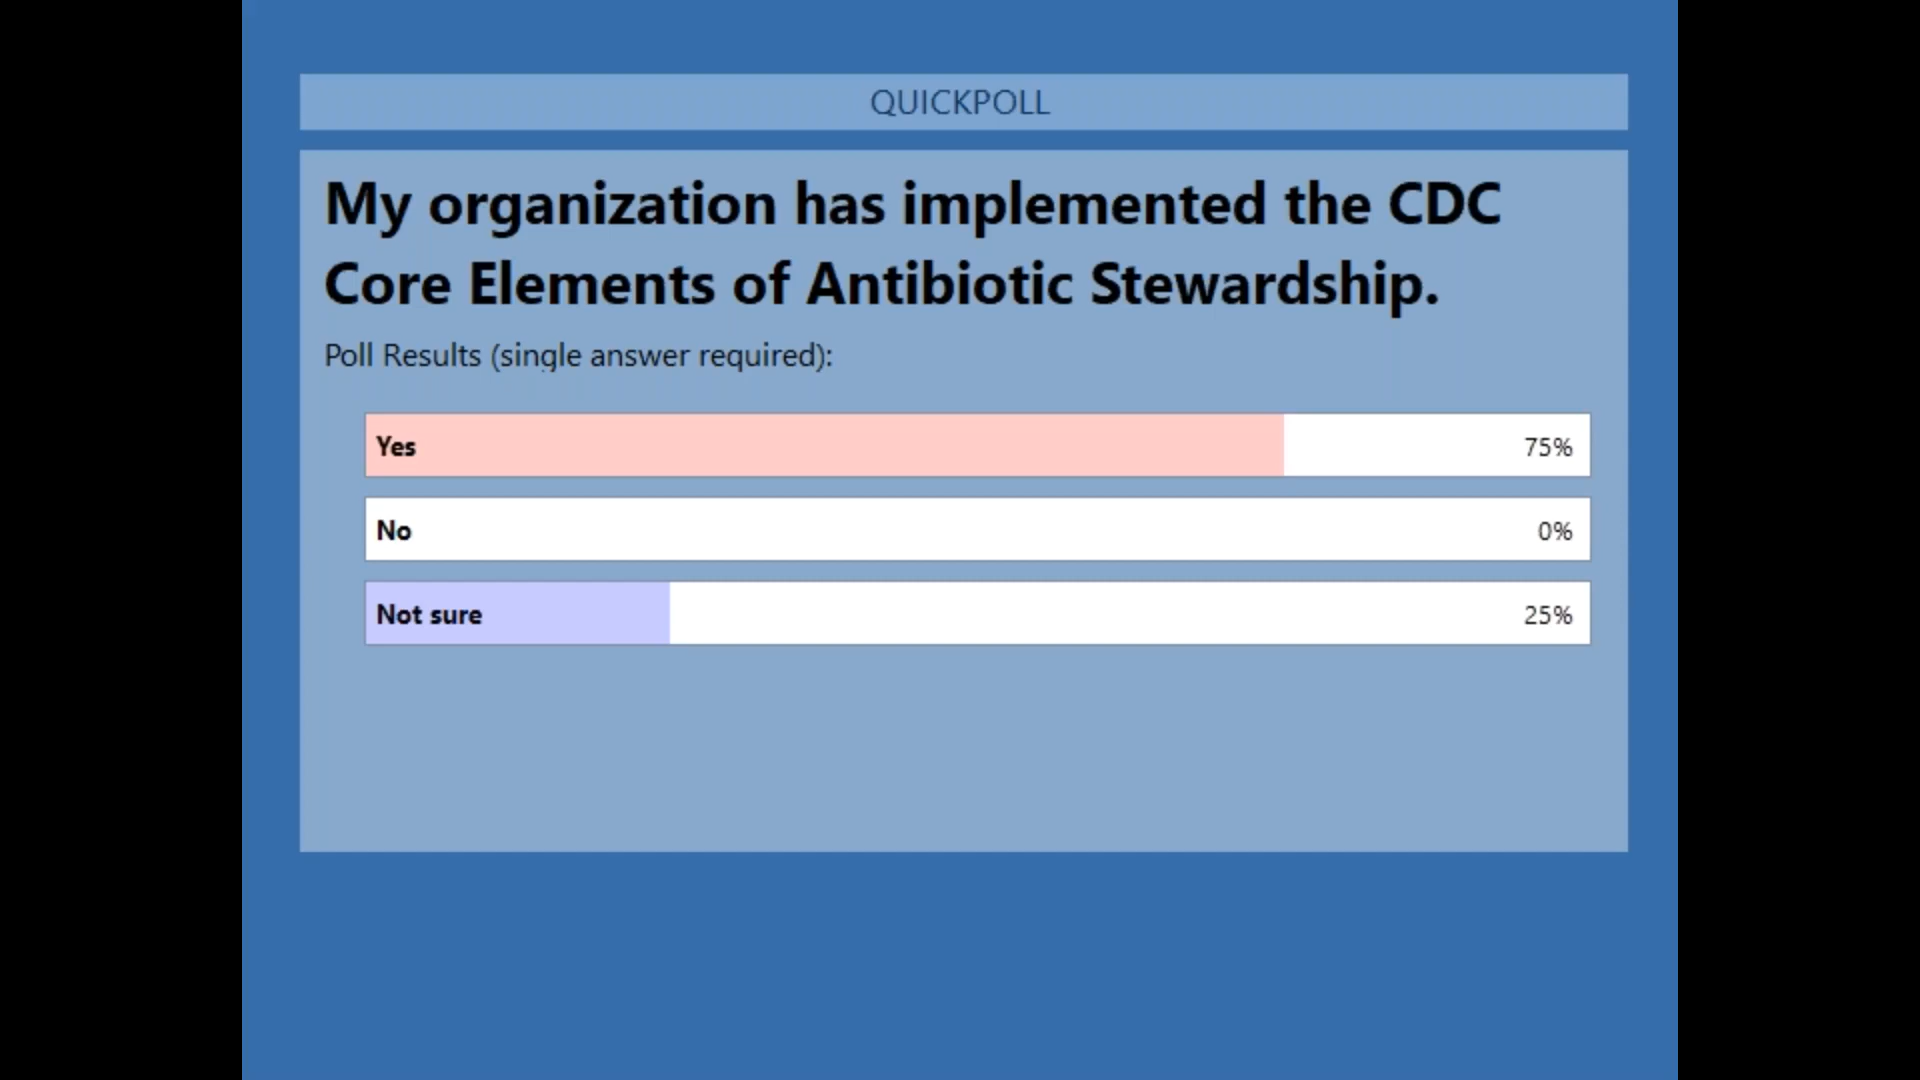 QUICKPOLL
My organization has implemented the CDC
Core Elements of Antibiotic Stewardship.
Poll Results (single answer required):
Yes 75%
No 0%
Not sure 25%